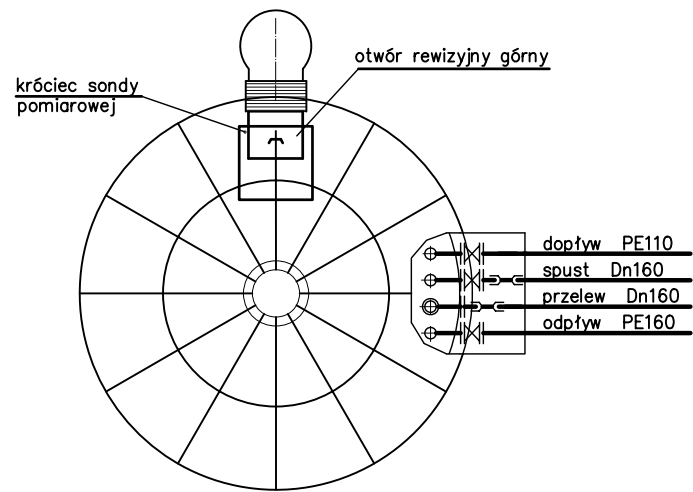 otwór rewizyjny górny
króciec sondy
pomiarowej
dopływ PE110
spust Dn160
przelew Dn160
odpływ PE160